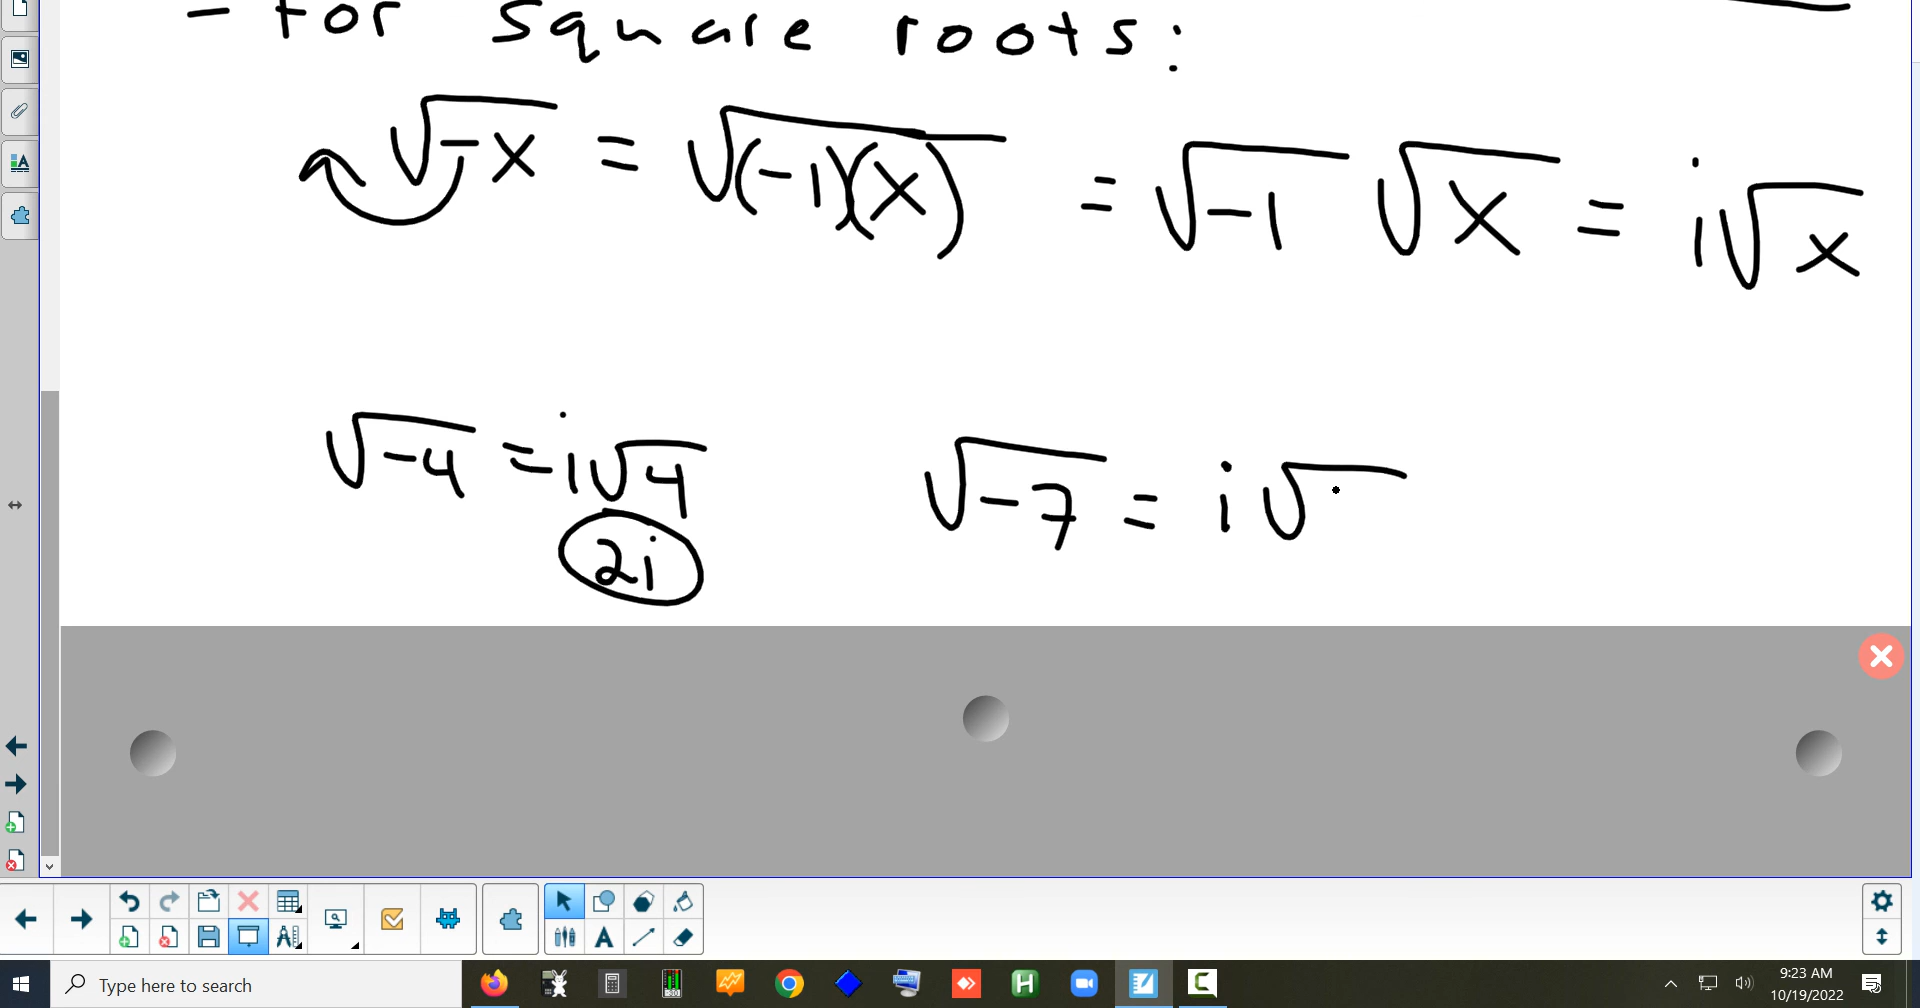 - for square roots:
√-x = √(-1)(x) = √-1 √x = i√x
√-4 = i√4
√-7 = i√
2i
Type here to search
9:23 AM
10/19/2022